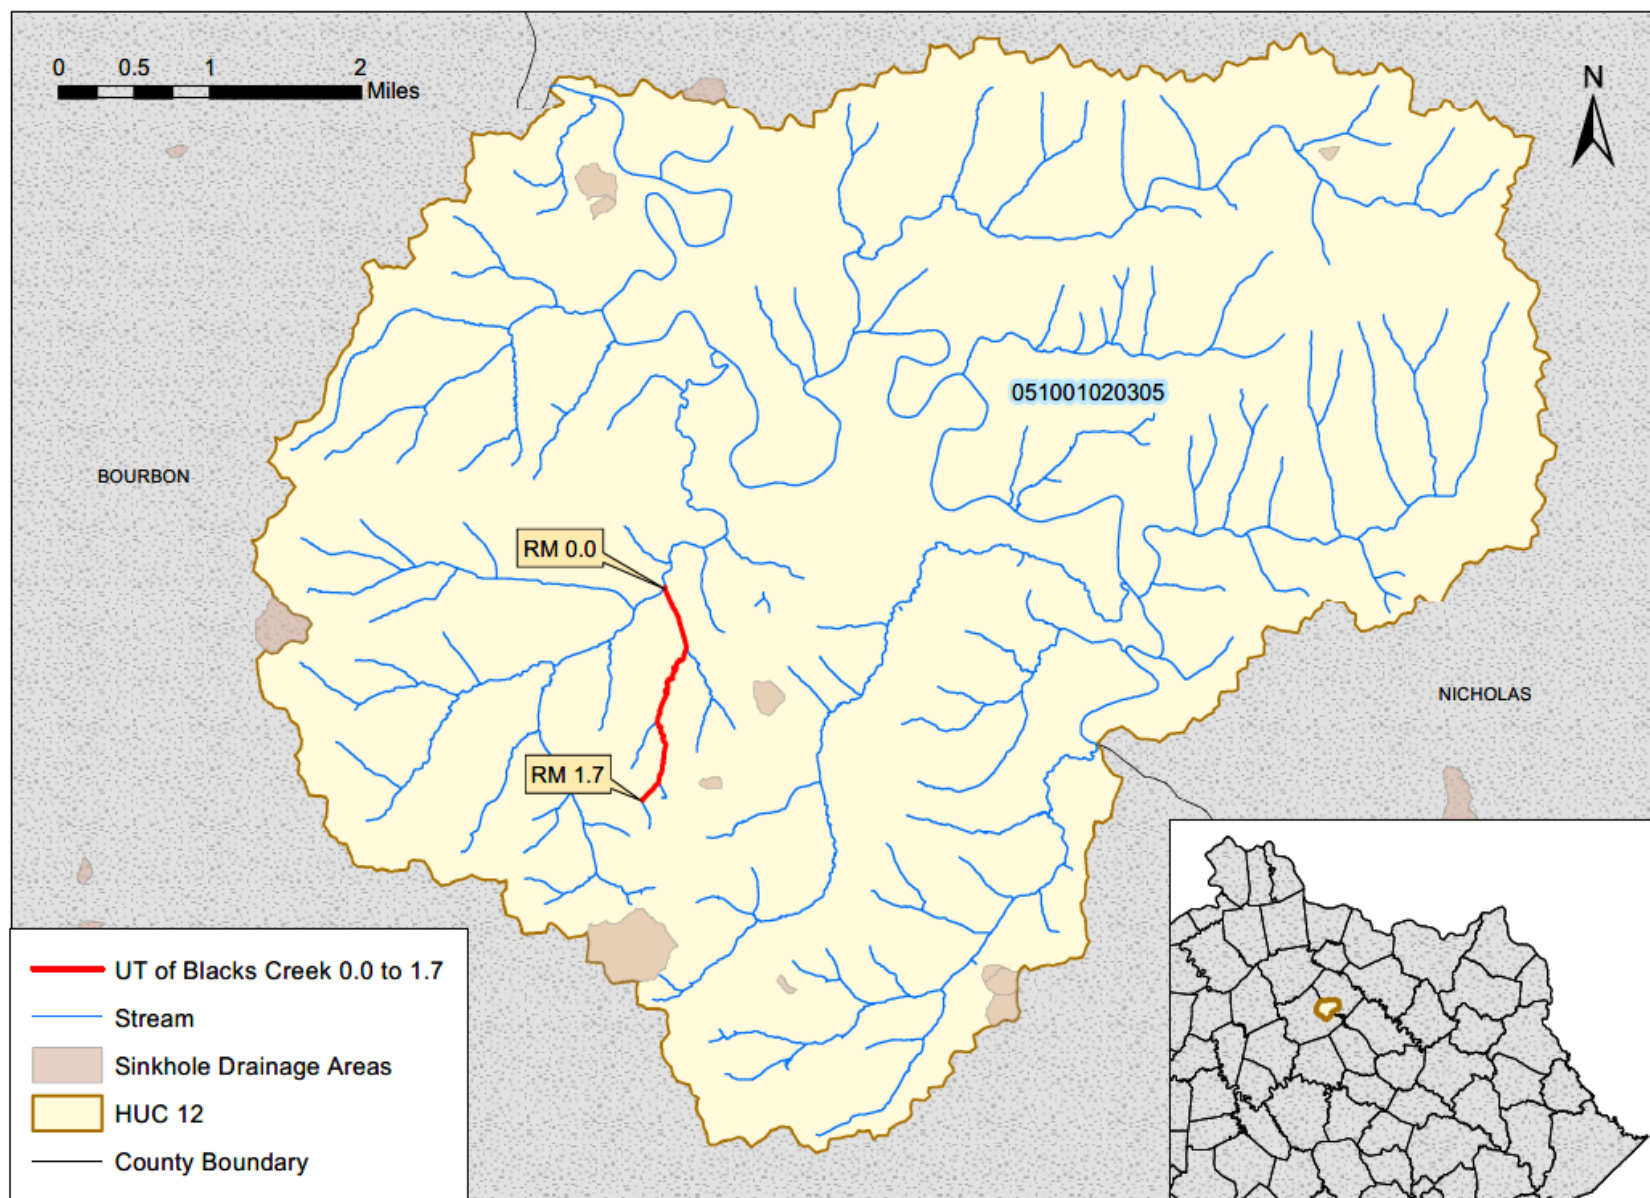 0 0.5 1 2
Miles
N
051001020305
BOURBON
RM 0.0
NICHOLAS
RM 1.7
UT of Blacks Creek 0.0 to 1.7
Stream
Sinkhole Drainage Areas
HUC 12
County Boundary